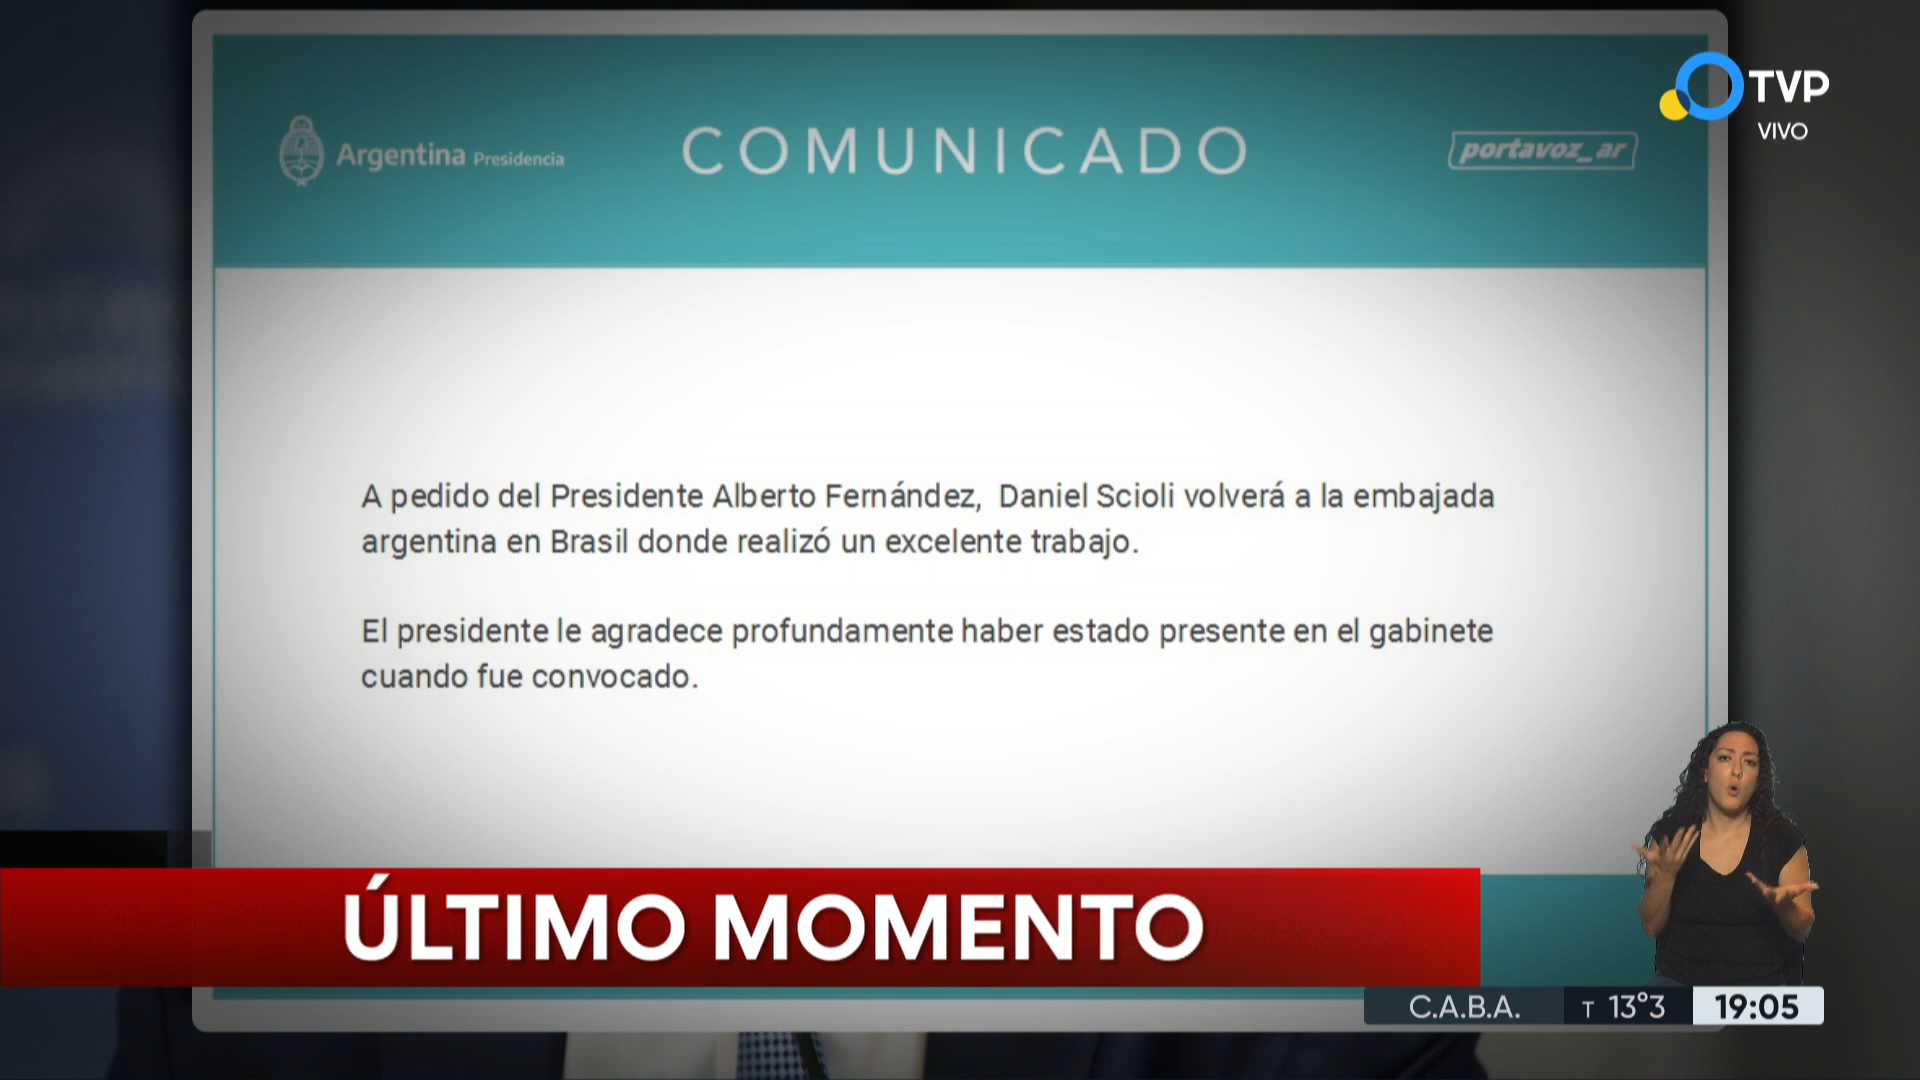 Argentina Presidencia
COMUNICADO
portavoz_ar
TVP
VIVO
A pedido del Presidente Alberto Fernández,  Daniel Scioli volverá a la embajada
argentina en Brasil donde realizó un excelente trabajo.
El presidente le agradece profundamente haber estado presente en el gabinete
cuando fue convocado.
ÚLTIMO MOMENTO
C.A.B.A. T 13°3 19:05